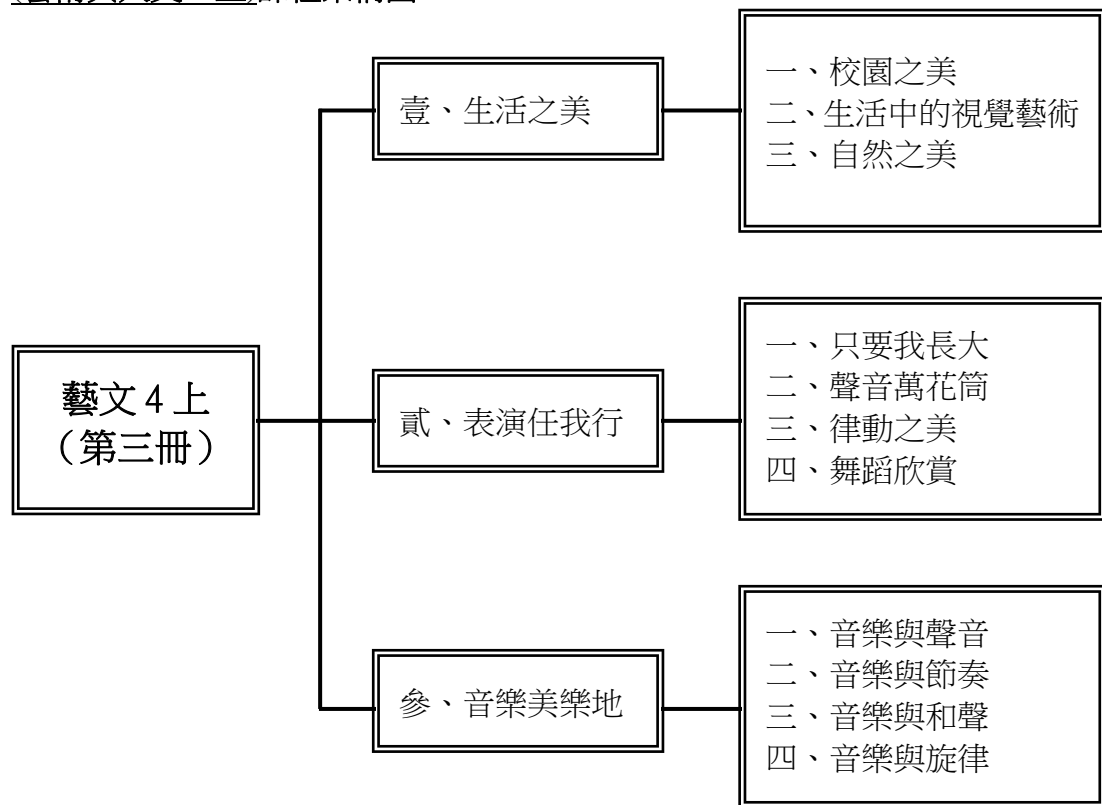 壹、生活之美
一、校園之美
二、生活中的視覺藝術
三、自然之美
藝文4上
（第三冊）
貳、表演任我行
一、只要我長大
二、聲音萬花筒
三、律動之美
四、舞蹈欣賞
參、音樂美樂地
一、音樂與聲音
二、音樂與節奏
三、音樂與和聲
四、音樂與旋律